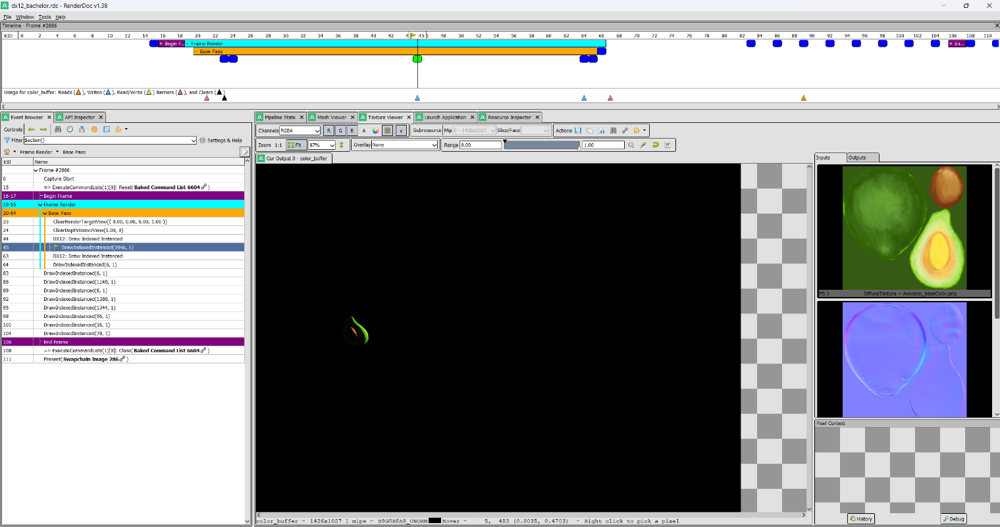 dx12_bachelor.rdc - RenderDoc v1.38
File Window Tools Help
Timeline - Frame #2886
EID: 0 2 4 6 8 10 12 14 16 18 20 22 24 26 28 30 32 34 36 38 40 42 4 45 6 48 50 52 54 56 58 60 62 64 66 68 70 72 74 76 78 80 82 84 86 88 90 92 94 96 98 100 102 104 106 108 110
+ Begin F... - Frame Render + En...
- Base Pass
Usage for color_buffer: Reads ( ), Writes ( ), Read/Write ( ) Barriers ( ), and Clears ( )
Event Browser API Inspector
Controls
Filter $action() Settings & Help
Frame Render Base Pass
EID Name
Frame #2886
0 Capture Start
15 => ExecuteCommandLists(1)[0]: Reset(Baked Command List 6604 )
16-17 Begin Frame
19-65 Frame Render
20-64 Base Pass
23 ClearRenderTargetView({ 0.00, 0.00, 0.00, 1.00 })
24 ClearDepthStencilView(1.00, 0)
44 DX12: Draw Indexed Instanced
45 DrawIndexedInstanced(2046, 1)
63 DX12: Draw Indexed Instanced
64 DrawIndexedInstanced(6, 1)
83 DrawIndexedInstanced(6, 1)
86 DrawIndexedInstanced(1140, 1)
89 DrawIndexedInstanced(6, 1)
92 DrawIndexedInstanced(1380, 1)
95 DrawIndexedInstanced(1344, 1)
98 DrawIndexedInstanced(96, 1)
101 DrawIndexedInstanced(36, 1)
104 DrawIndexedInstanced(78, 1)
106 End Frame
108 => ExecuteCommandLists(1)[0]: Close(Baked Command List 6604 )
111 Present(Swapchain Image 286 )
Pipeline State Mesh Viewer Texture Viewer Launch Application Resource Inspector
Channels RGBA R G B A γ Subresource Mip 0 - 1426x1027 Slice/Face Actions
Zoom 1:1 Fit 87% Overlay None Range 0.00 1.00
Cur Output 0 - color_buffer
Inputs Outputs
PS 3 DiffuseTexture = Avocado_baseColor.png
Pixel Context
History Debug
color_buffer - 1426x1027 1 mips - B8G8R8A8_UNORM Hover - 5, 483 (0.0035, 0.4703) - Right click to pick a pixel